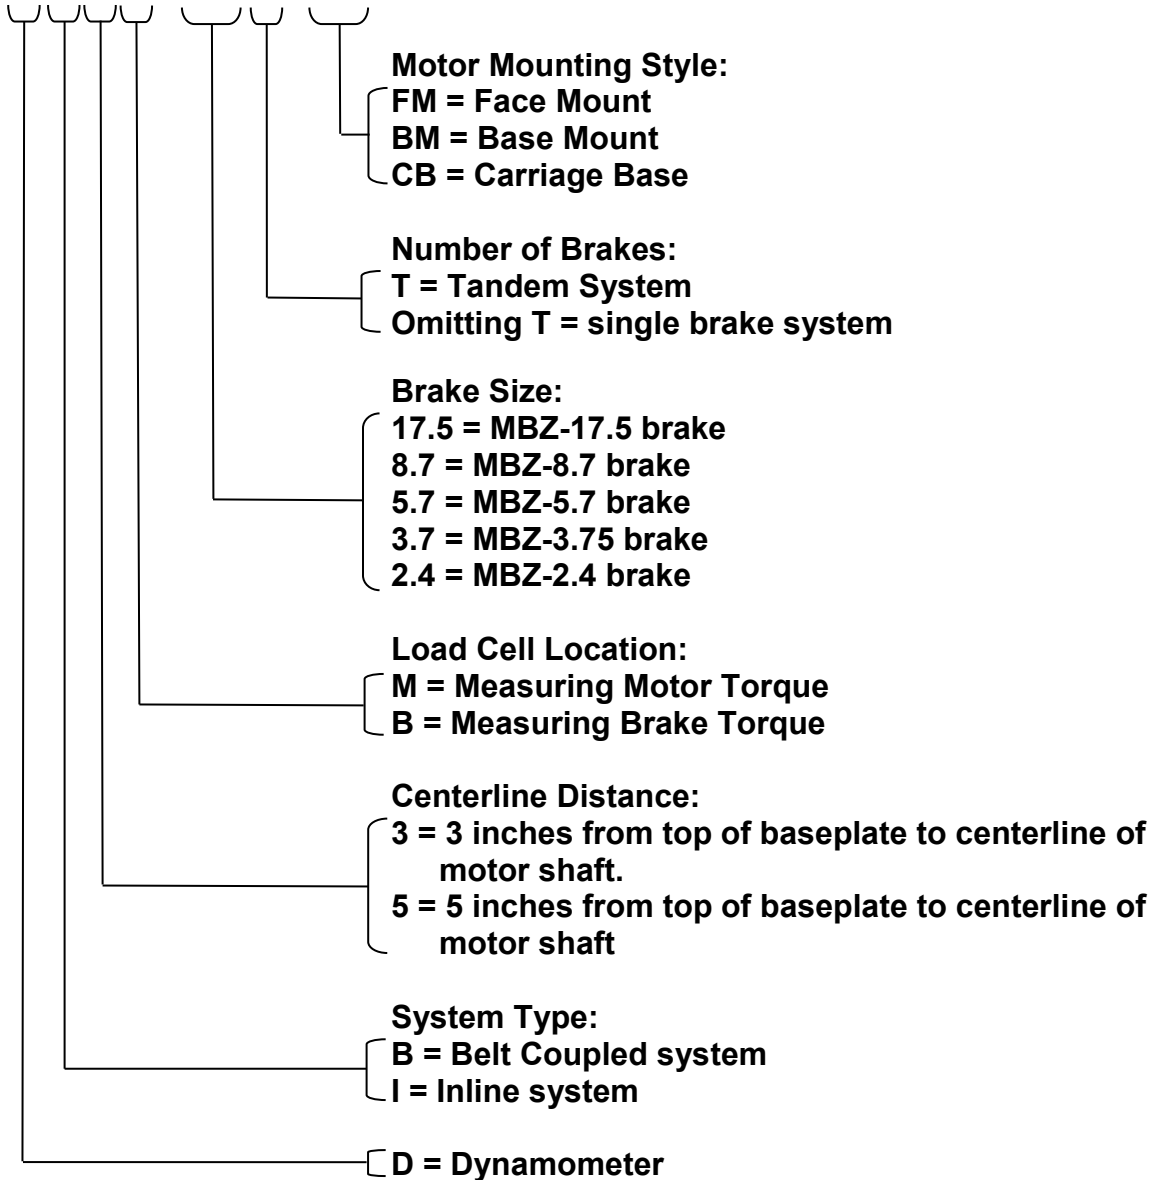 Motor Mounting Style:
FM = Face Mount
BM = Base Mount
CB = Carriage Base
Number of Brakes:
T = Tandem System
Omitting T = single brake system
Brake Size:
17.5 = MBZ-17.5 brake
8.7 = MBZ-8.7 brake
5.7 = MBZ-5.7 brake
3.7 = MBZ-3.75 brake
2.4 = MBZ-2.4 brake
Load Cell Location:
M = Measuring Motor Torque
B = Measuring Brake Torque
Centerline Distance:
3 = 3 inches from top of baseplate to centerline of
motor shaft.
5 = 5 inches from top of baseplate to centerline of
motor shaft
System Type:
B = Belt Coupled system
I = Inline system
D = Dynamometer